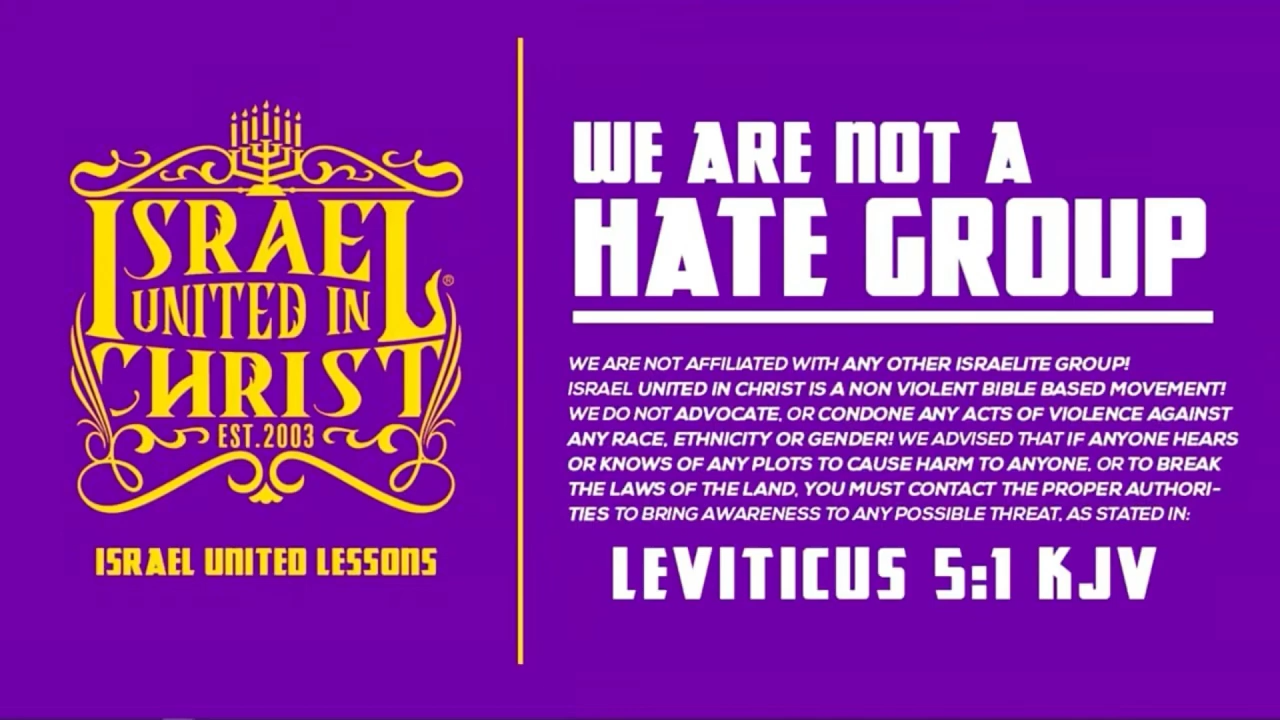 ISRAEL
UNITED IN
CHRIST
®
EST.2003
ISRAEL UNITED LESSONS
WE ARE NOT A
HATE GROUP
WE ARE NOT AFFILIATED WITH ANY OTHER ISRAELITE GROUP!
ISRAEL UNITED IN CHRIST IS A NON VIOLENT BIBLE BASED MOVEMENT!
WE DO NOT ADVOCATE, OR CONDONE ANY ACTS OF VIOLENCE AGAINST
ANY RACE, ETHNICITY OR GENDER! WE ADVISED THAT IF ANYONE HEARS
OR KNOWS OF ANY PLOTS TO CAUSE HARM TO ANYONE, OR TO BREAK
THE LAWS OF THE LAND, YOU MUST CONTACT THE PROPER AUTHORI-
TIES TO BRING AWARENESS TO ANY POSSIBLE THREAT, AS STATED IN:
LEVITICUS 5:1 KJV